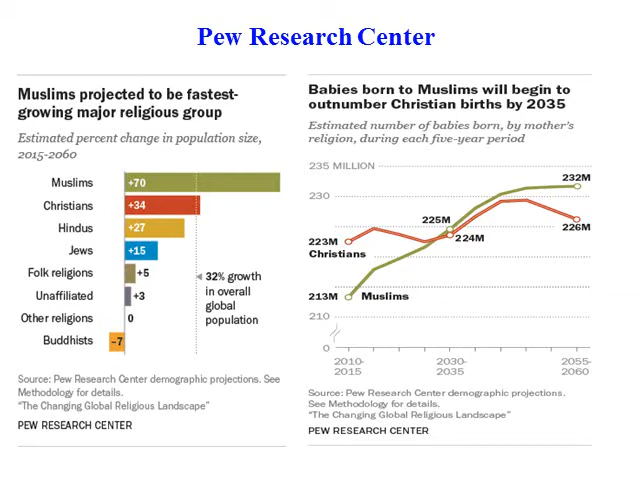 Pew Research Center
Muslims projected to be fastest-
growing major religious group
Estimated percent change in population size,
2015-2060
Muslims +70
Christians +34
Hindus +27
Jews +15
Folk religions +5
Unaffiliated +3
Other religions 0
Buddhists -7
32% growth
in overall
global
population
Source: Pew Research Center demographic projections. See
Methodology for details.
"The Changing Global Religious Landscape"
PEW RESEARCH CENTER
Babies born to Muslims will begin to
outnumber Christian births by 2035
Estimated number of babies born, by mother's
religion, during each five-year period
235 MILLION
230
232M
225M
224M
226M
223M
Christians
213M Muslims
210
0
2010-
2015
2030-
2035
2055-
2060
Source: Pew Research Center demographic projections.
See Methodology for details.
"The Changing Global Religious Landscape"
PEW RESEARCH CENTER